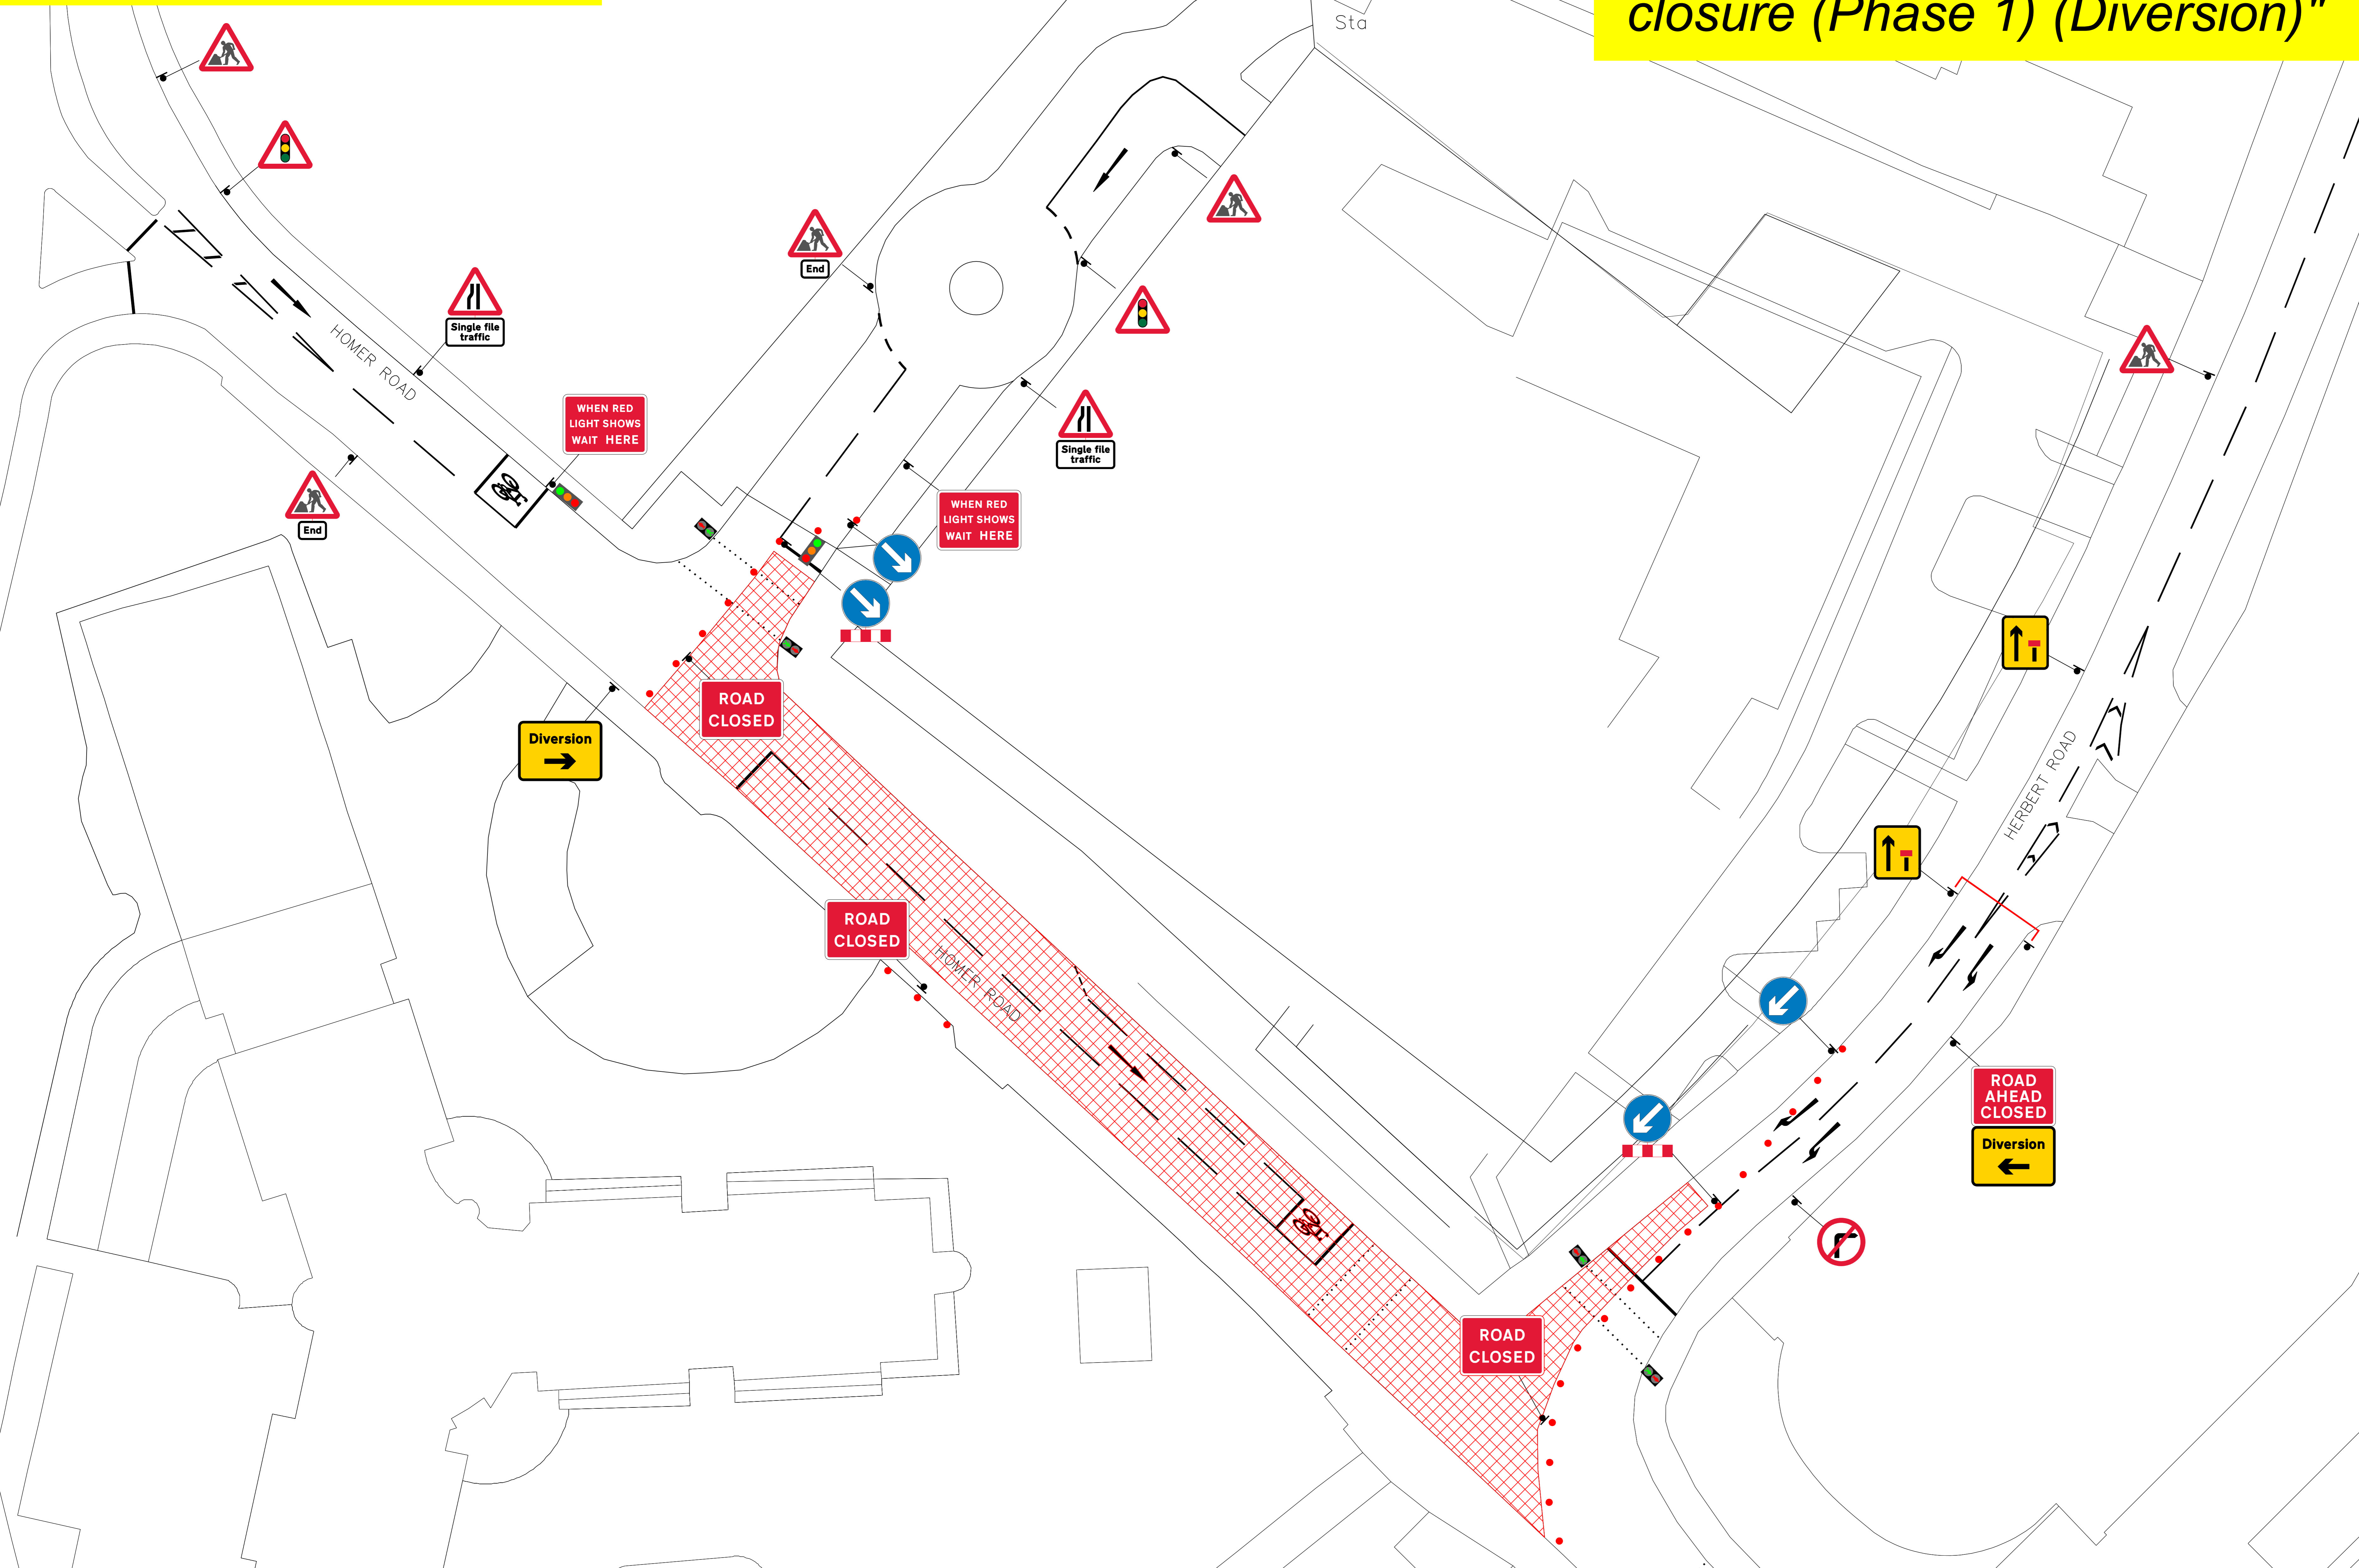 closure (Phase 1) (Diversion)"
Sta
HOMER ROAD
Single file
traffic
End
WHEN RED
LIGHT SHOWS
WAIT HERE
Single file
traffic
End
WHEN RED
LIGHT SHOWS
WAIT HERE
ROAD
CLOSED
Diversion
HERBERT ROAD
ROAD
CLOSED
HOMER ROAD
ROAD
AHEAD
CLOSED
Diversion
ROAD
CLOSED